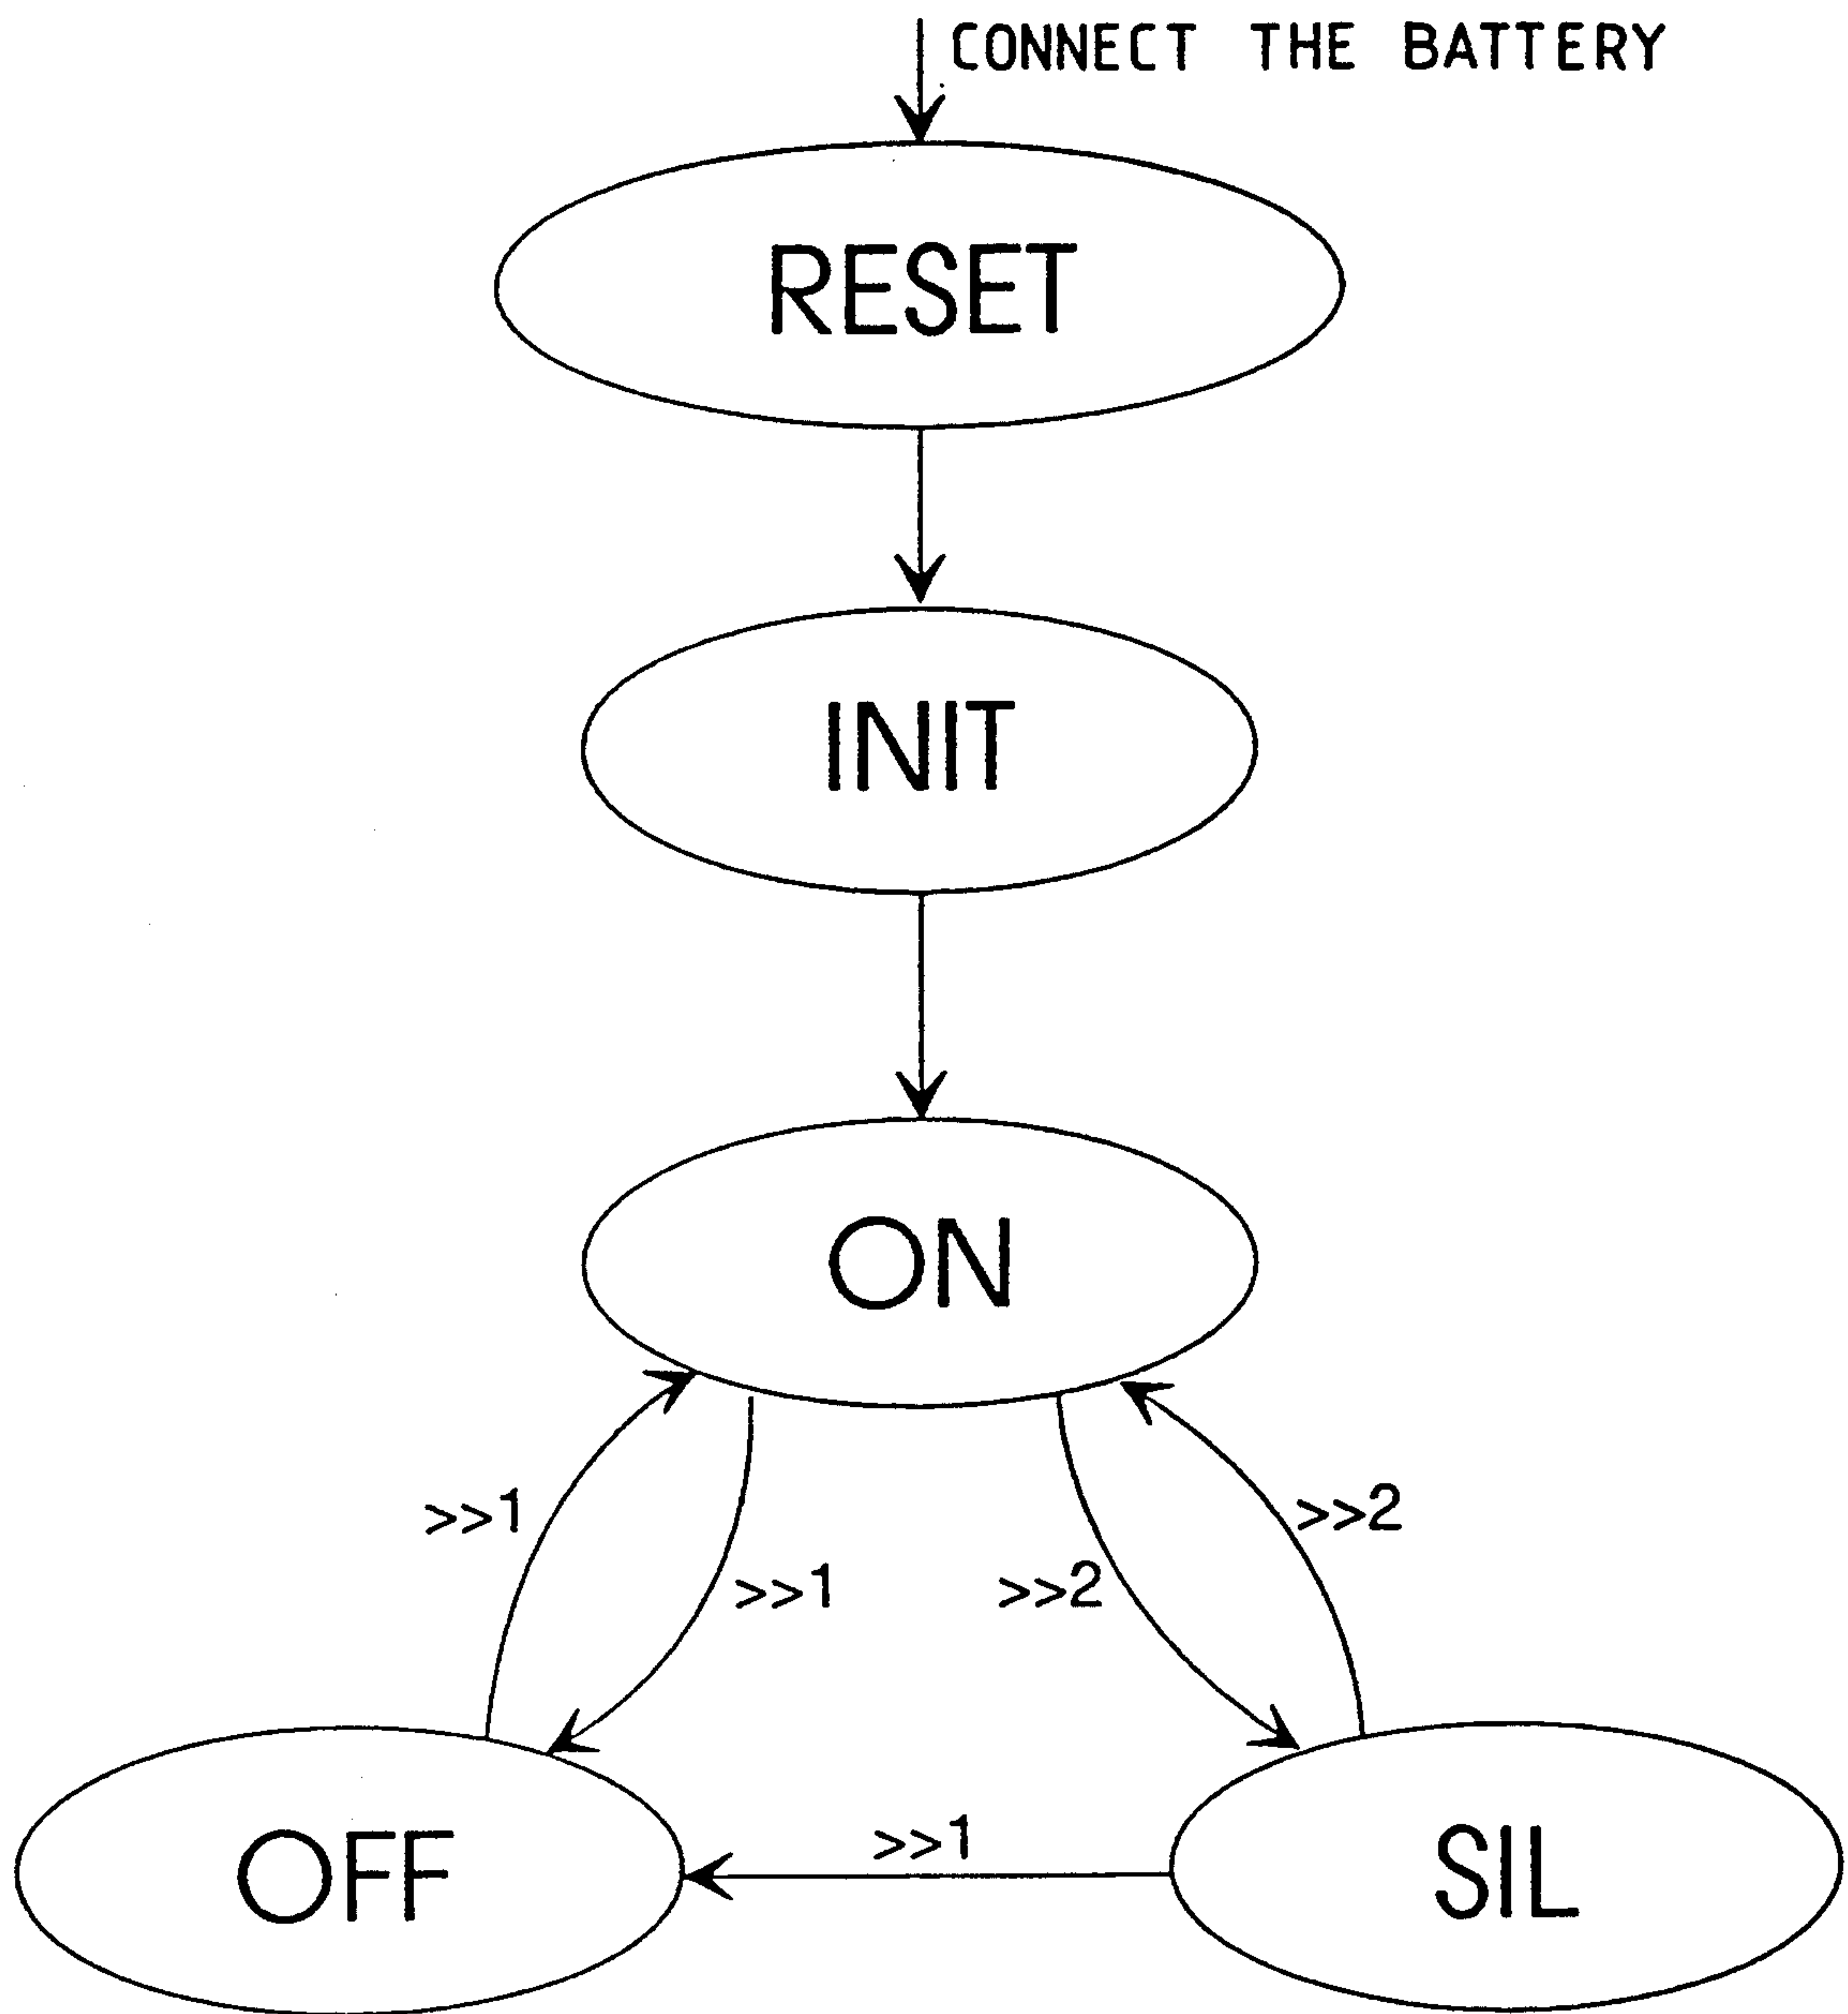 CONNECT THE BATTERY
RESET
INIT
ON
>>1
>>2
>>1
>>2
>>1
OFF
SIL